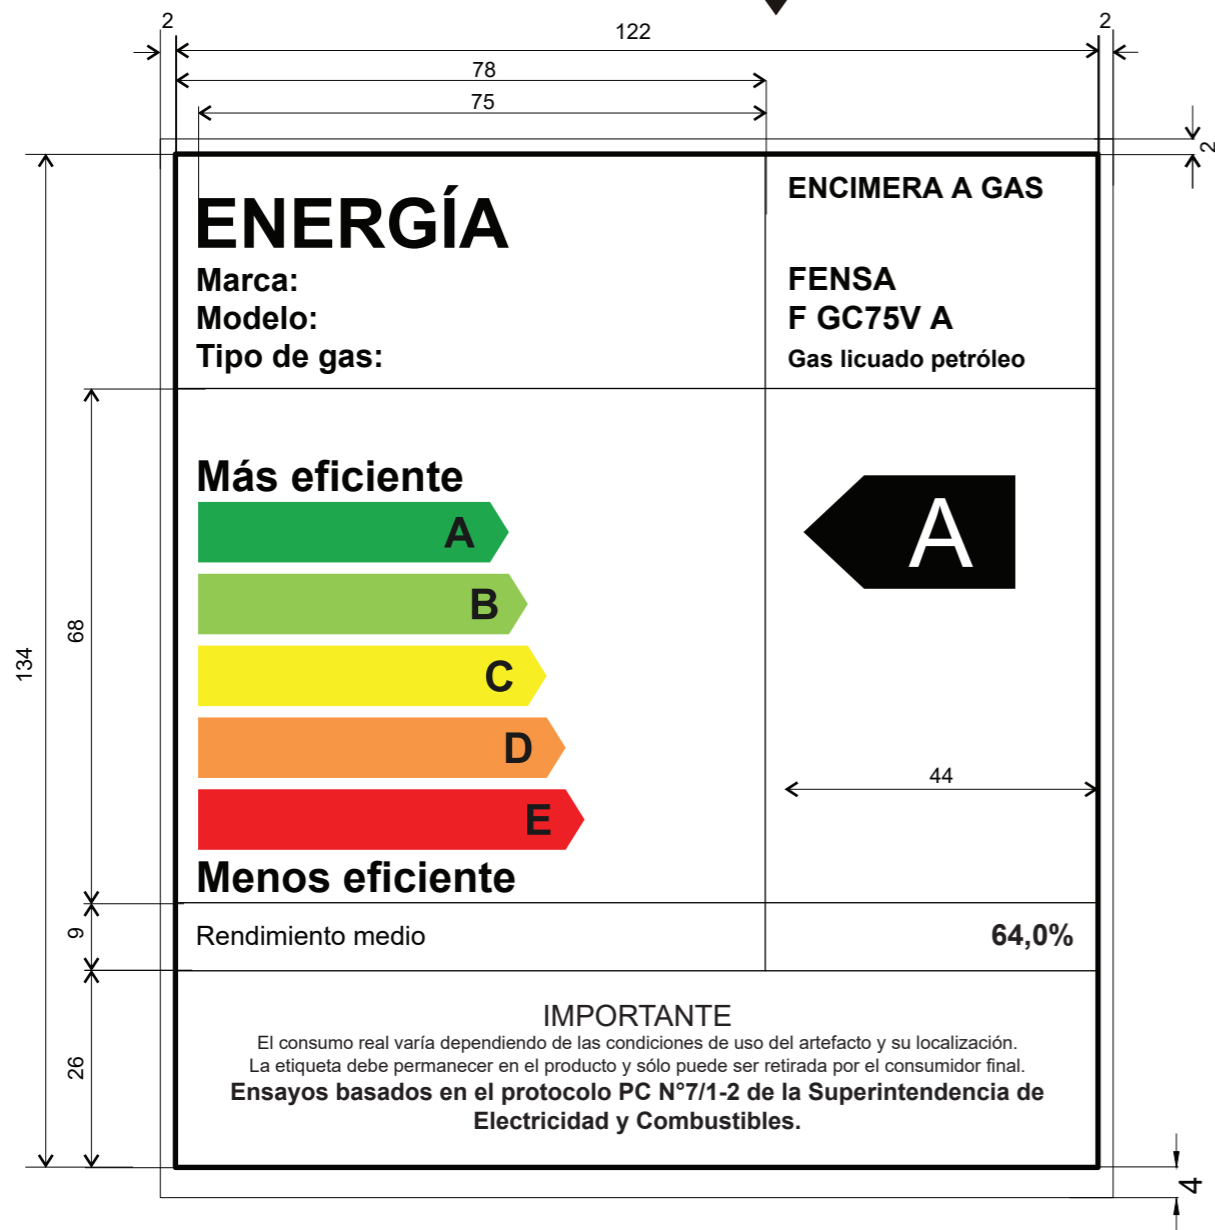 2
122
2
78
75
2
ENERGÍA
ENCIMERA A GAS
Marca:
FENSA
Modelo:
F GC75V A
Tipo de gas:
Gas licuado petróleo
Más eficiente
A
A
B
C
D
E
68
134
44
Menos eficiente
9
Rendimiento medio
64,0%
26
IMPORTANTE
El consumo real varía dependiendo de las condiciones de uso del artefacto y su localización.
La etiqueta debe permanecer en el producto y sólo puede ser retirada por el consumidor final.
Ensayos basados en el protocolo PC N°7/1-2 de la Superintendencia de
Electricidad y Combustibles.
4